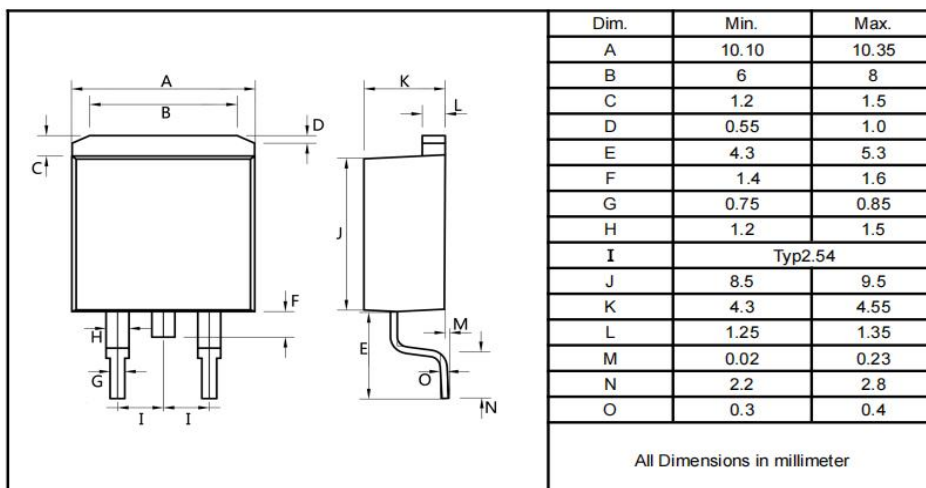 A
B
C
D
E
F
G
H
I I
J
K
L
M
N
O
Dim. Min. Max.
A 10.10 10.35
B 6 8
C 1.2 1.5
D 0.55 1.0
E 4.3 5.3
F 1.4 1.6
G 0.75 0.85
H 1.2 1.5
I Typ2.54
J 8.5 9.5
K 4.3 4.55
L 1.25 1.35
M 0.02 0.23
N 2.2 2.8
O 0.3 0.4
All Dimensions in millimeter